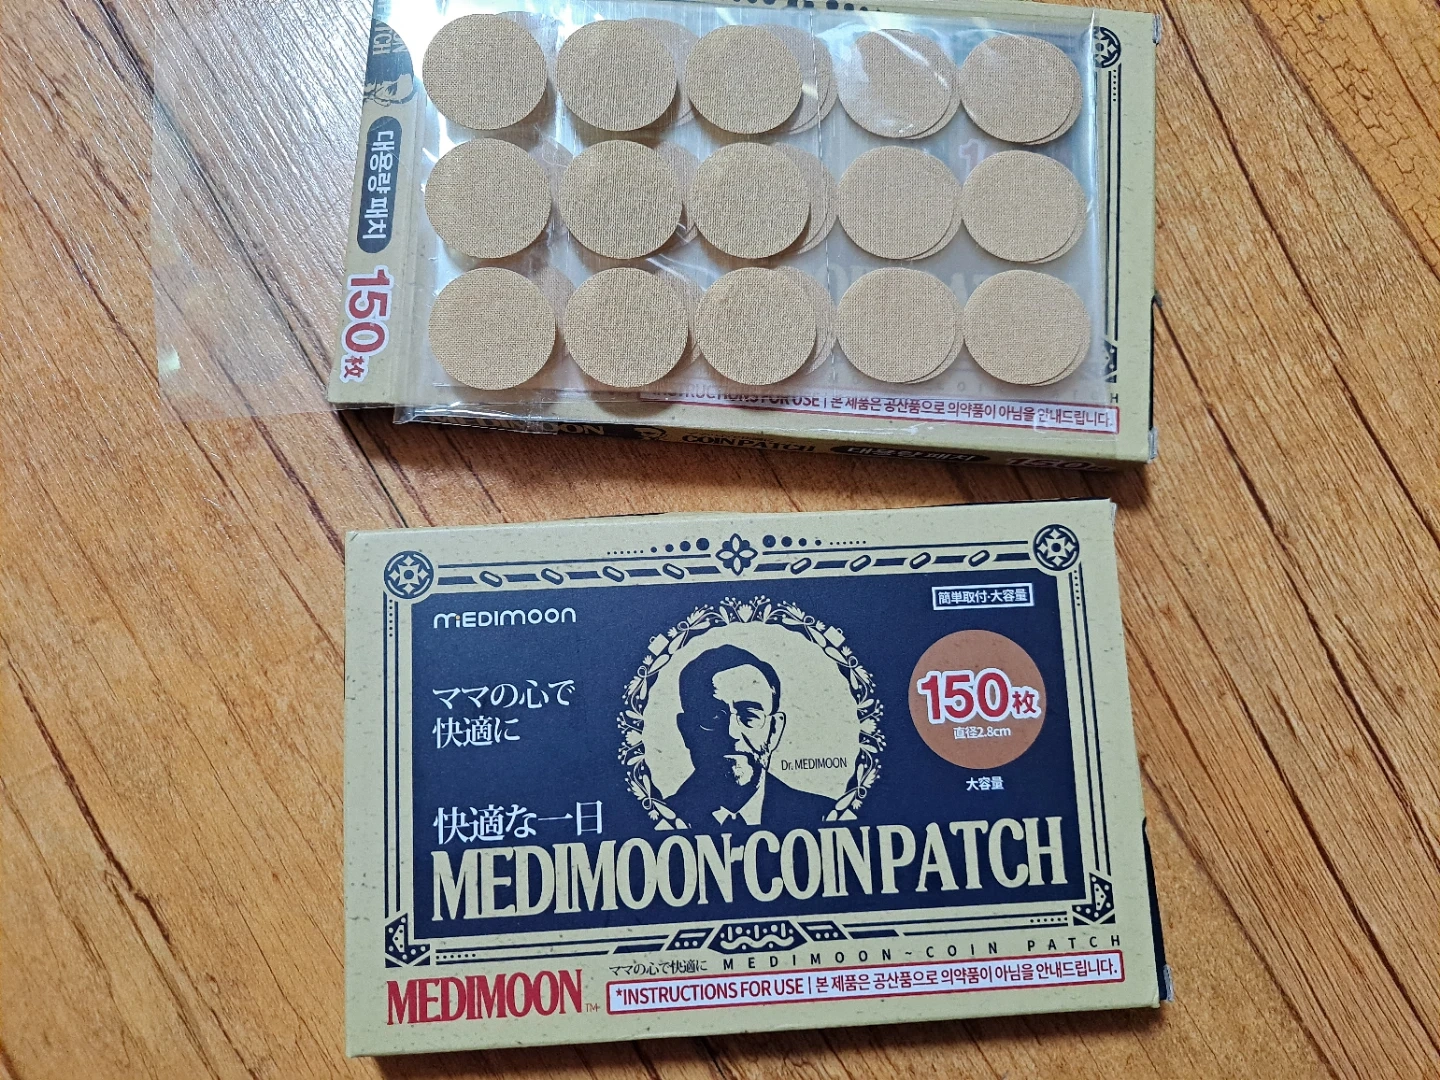 대용량 패치
150枚
*INSTRUCTIONS FOR USE | 본 제품은 공산품으로 의약품이 아님을 안내드립니다.
MEDIMOON
COIN PATCH
대용량 패치
150枚
MEDIMOON
簡単取付·大容量
ママの心で
快適に
150枚
直径2.8cm
大容量
Dr. MEDIMOON
快適な一日
MEDIMOON-COIN PATCH
ママの心で快適に MEDIMOON~COIN PATCH
MEDIMOON™
*INSTRUCTIONS FOR USE | 본 제품은 공산품으로 의약품이 아님을 안내드립니다.